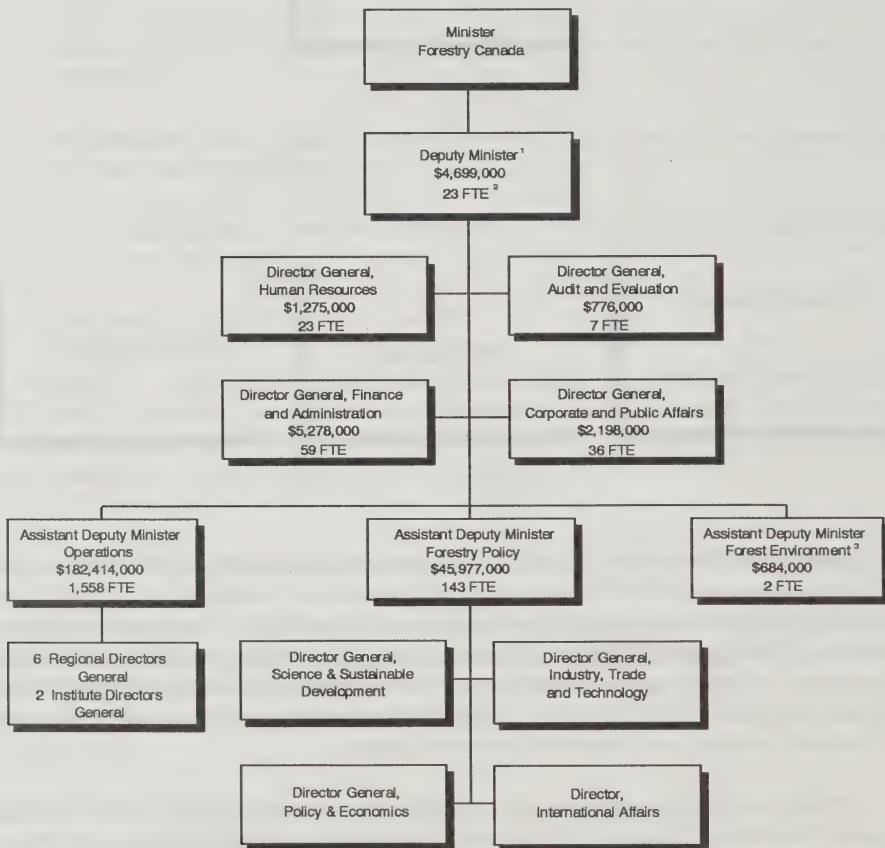 Minister
Forestry Canada
Deputy Minister¹
$4,699,000
23 FTE ²
Director General,
Human Resources
$1,275,000
23 FTE
Director General,
Audit and Evaluation
$776,000
7 FTE
Director General, Finance
and Administration
$5,278,000
59 FTE
Director General,
Corporate and Public Affairs
$2,198,000
36 FTE
Assistant Deputy Minister
Operations
$182,414,000
1,558 FTE
Assistant Deputy Minister
Forestry Policy
$45,977,000
143 FTE
Assistant Deputy Minister
Forest Environment ³
$684,000
2 FTE
6 Regional Directors
General
2 Institute Directors
General
Director General,
Science & Sustainable
Development
Director General,
Industry, Trade
and Technology
Director General,
Policy & Economics
Director,
International Affairs